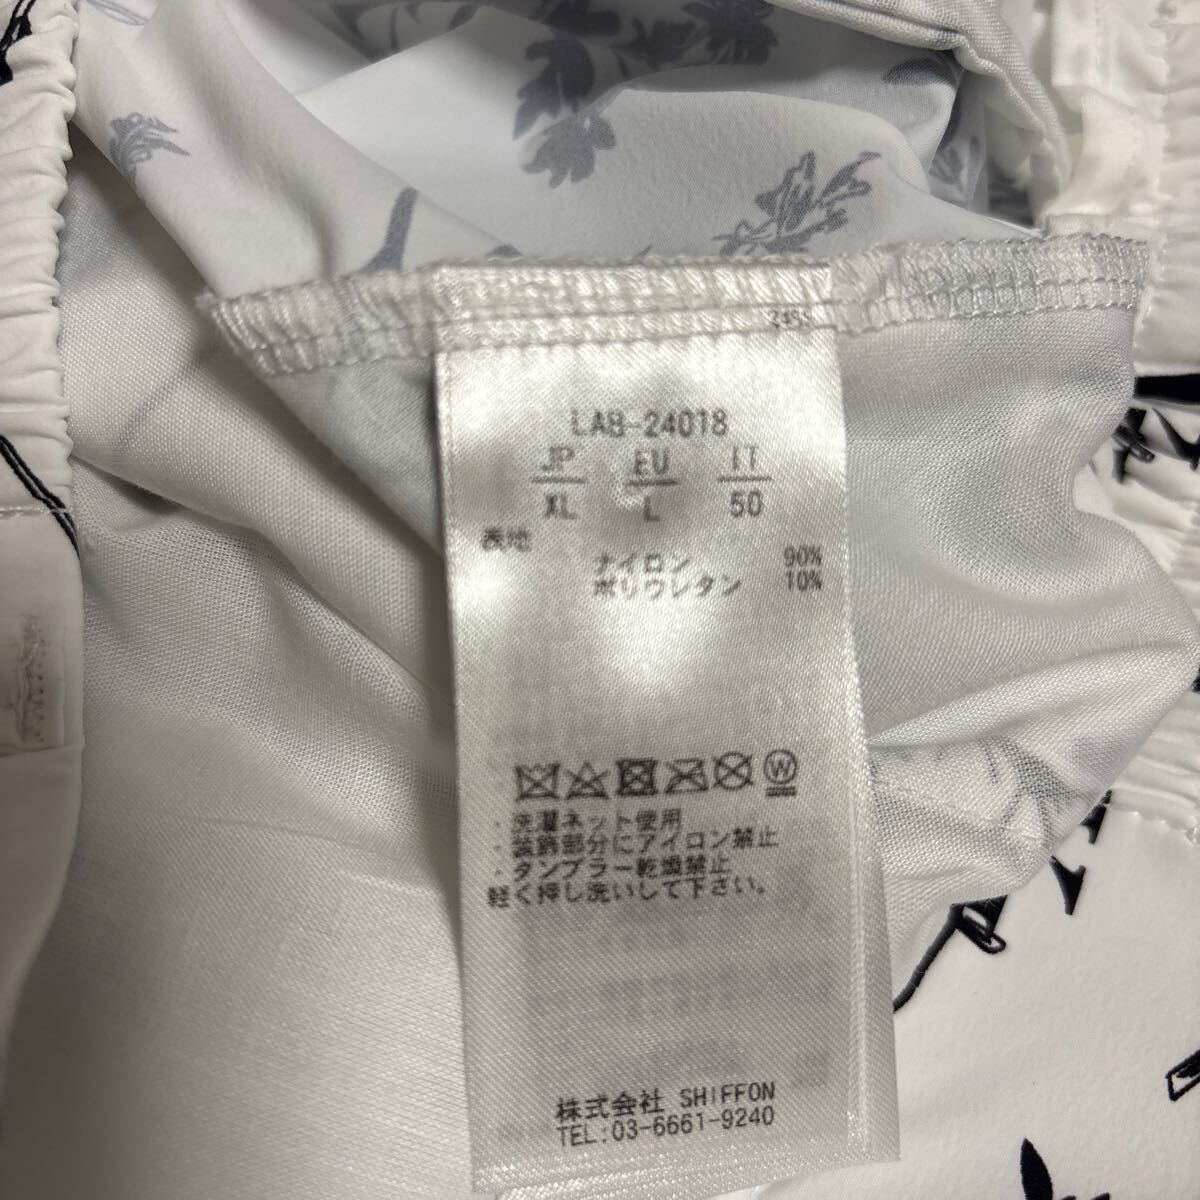 LAB-24018
JP EU IT
XL L 50
表地
ナイロン 90%
ポリウレタン 10%
W
・洗濯ネット使用
・装飾部分にアイロン禁止
・タンブラー乾燥禁止
軽く押し洗いして下さい。
株式会社 SHIFFON
TEL:03-6661-9240